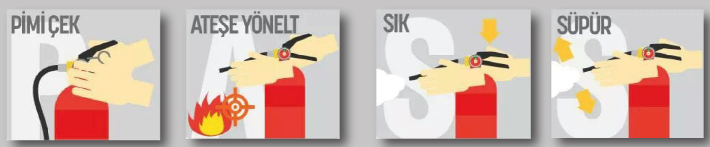 PİMİ ÇEK
P
ATEŞE YÖNELT
A
SIK
S
SÜPÜR
S